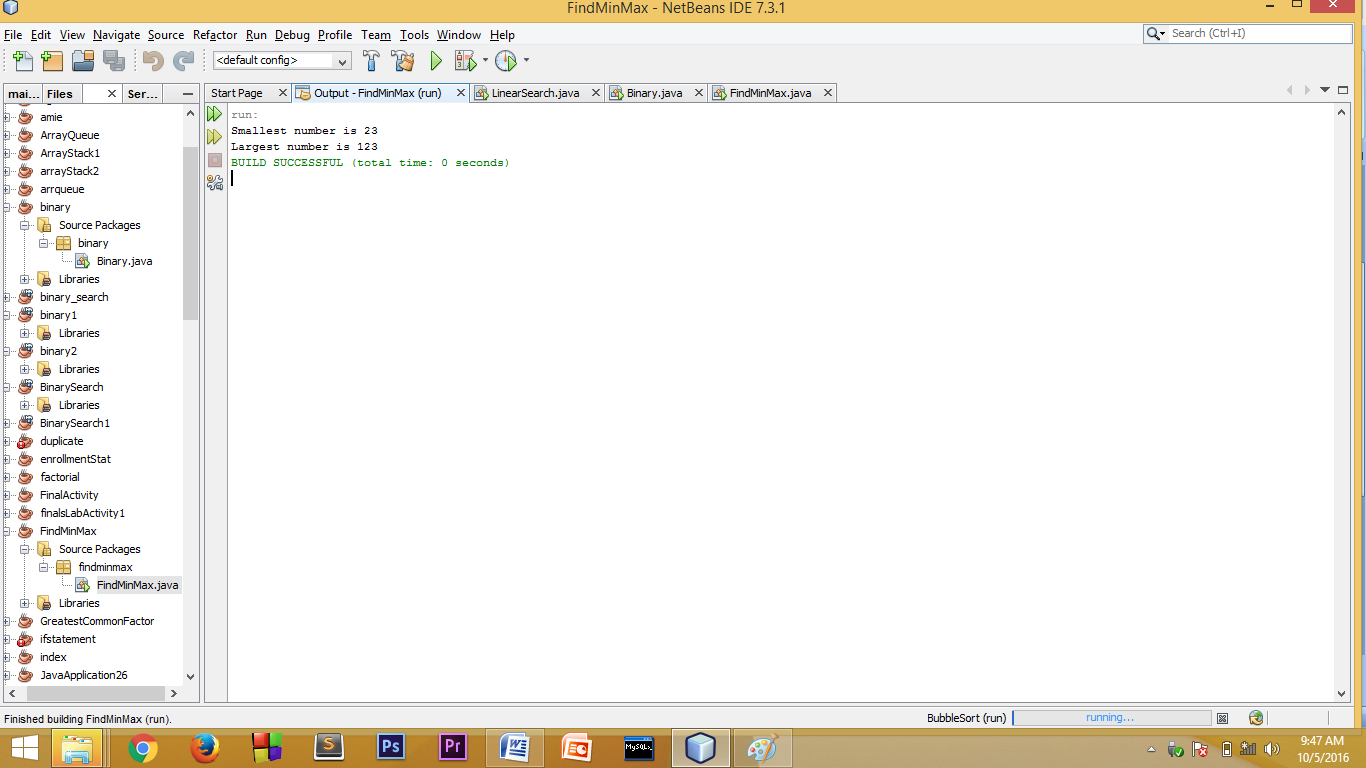 FindMinMax - NetBeans IDE 7.3.1
File Edit View Navigate Source Refactor Run Debug Profile Team Tools Window Help
Search (Ctrl+I)
<default config>
mai... Files Ser...
Start Page Output - FindMinMax (run) LinearSearch.java Binary.java FindMinMax.java
amie
ArrayQueue
ArrayStack1
arrayStack2
arrqueue
binary
Source Packages
binary
Binary.java
Libraries
binary_search
binary1
Libraries
binary2
Libraries
BinarySearch
Libraries
BinarySearch1
duplicate
enrollmentStat
factorial
FinalActivity
finalsLabActivity1
FindMinMax
Source Packages
findminmax
FindMinMax.java
Libraries
GreatestCommonFactor
ifstatement
index
JavaApplication26
run:
Smallest number is 23
Largest number is 123
BUILD SUCCESSFUL (total time: 0 seconds)
Finished building FindMinMax (run).
BubbleSort (run) running...
S Ps Pr W P MySQL
9:47 AM
10/5/2016